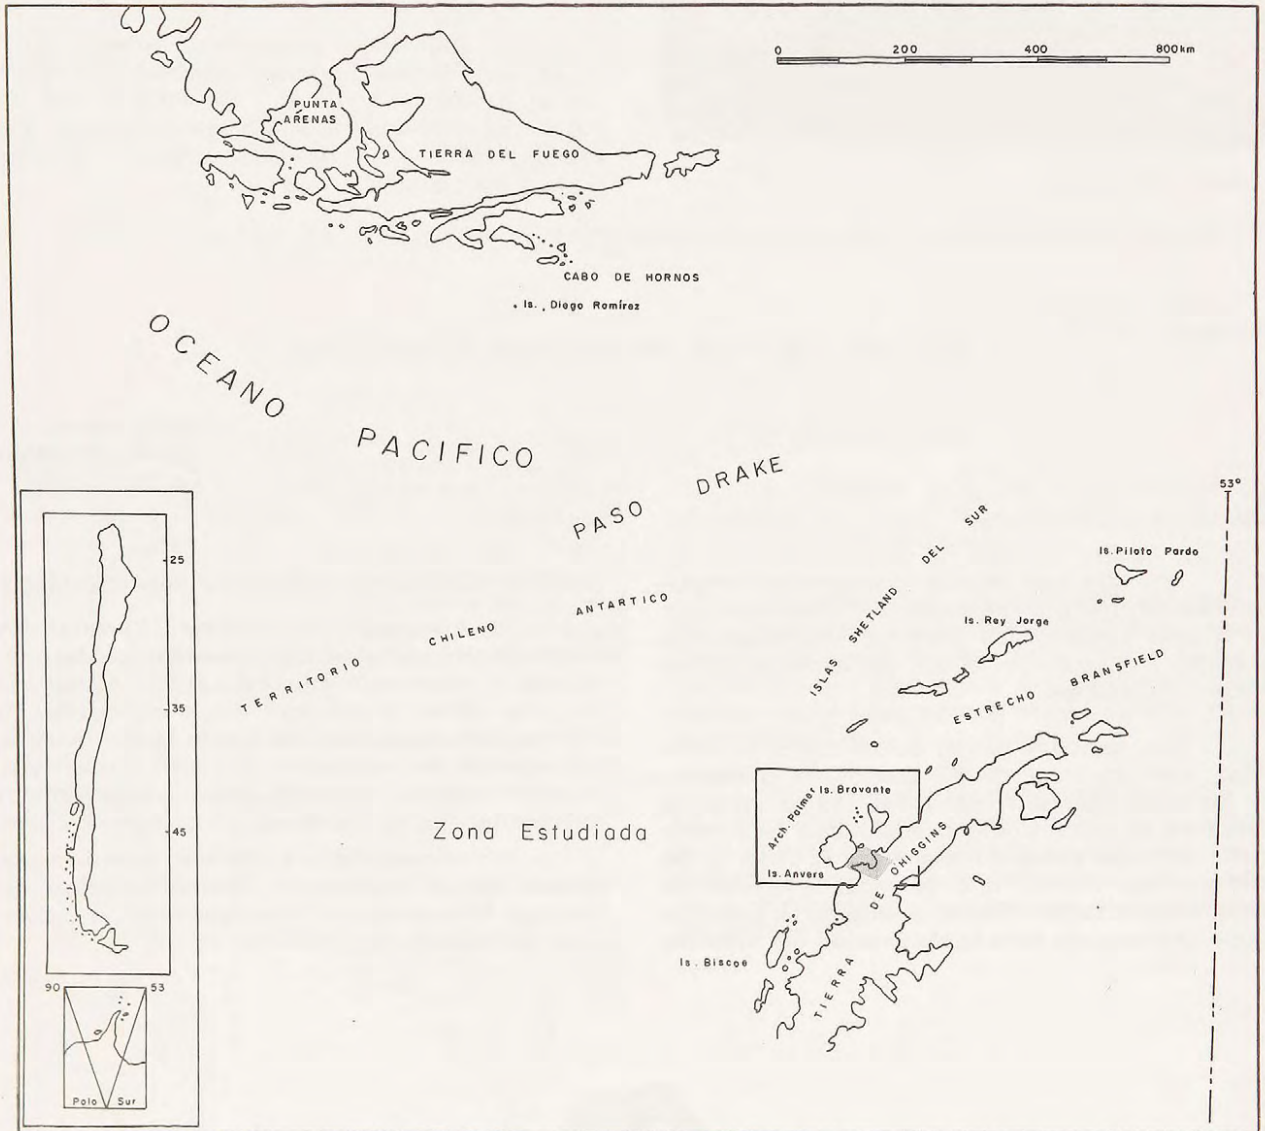 0 200 400 800km
PUNTA
ARENAS
TIERRA DEL FUEGO
CABO DE HORNOS
Is. Diego Ramírez
OCEANO
PACIFICO
PASO DRAKE
53°
ISLAS SHETLAND DEL SUR
Is. Piloto Pardo
TERRITORIO CHILENO ANTARTICO
Is. Rey Jorge
ESTRECHO BRANSFIELD
25
35
45
Zona Estudiada
Arch. Palmer
Is. Bravante
Is. Anvers
TIERRA DE OHIGGINS
Is. Biscoe
90 53
Polo Sur